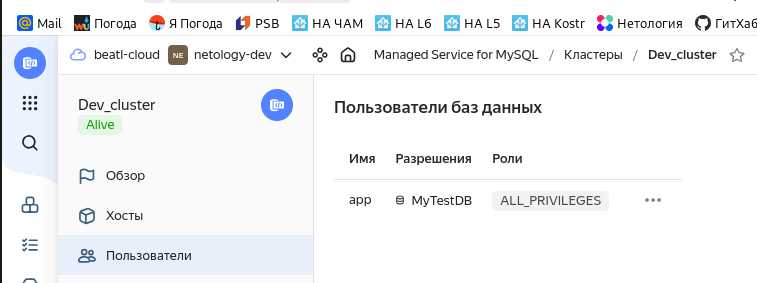 Mail Погода Я Погода PSB НА ЧАМ НА L6 НА L5 НА Kostr Нетология ГитХаб
beatl-cloud NE netology-dev Managed Service for MySQL / Кластеры / Dev_cluster
Dev_cluster
Alive
Обзор
Хосты
Пользователи
Пользователи баз данных
Имя Разрешения Роли
app MyTestDB ALL_PRIVILEGES